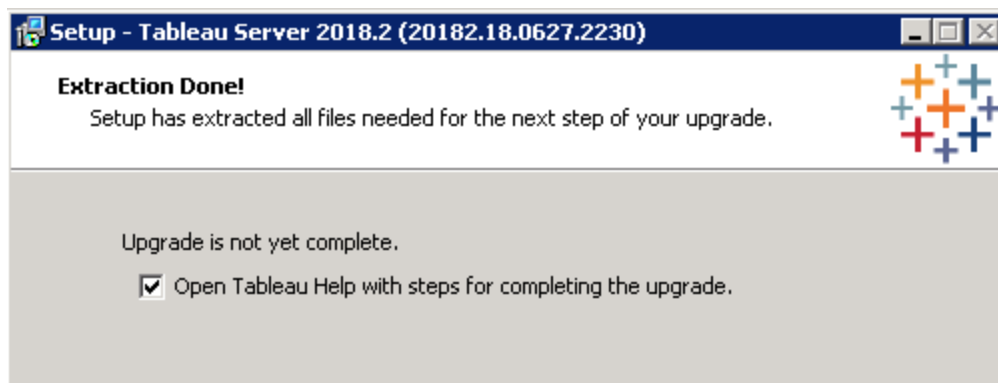 Setup - Tableau Server 2018.2 (20182.18.0627.2230)
Extraction Done!
Setup has extracted all files needed for the next step of your upgrade.
Upgrade is not yet complete.
Open Tableau Help with steps for completing the upgrade.